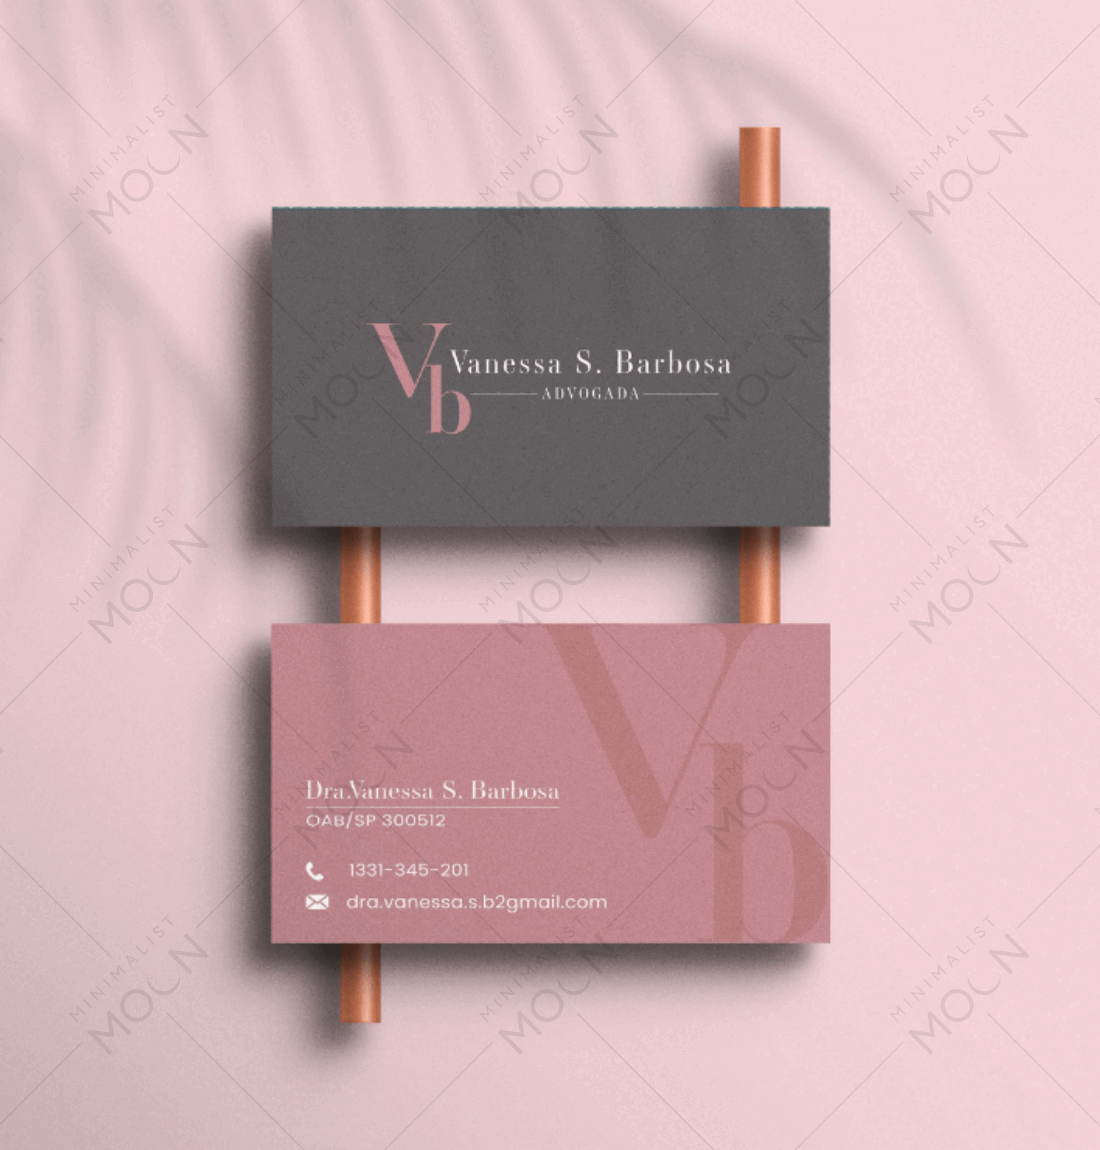 MINIMALIST
MOON
Vb
Vanessa S. Barbosa
ADVOGADA
Vb
Dra.Vanessa S. Barbosa
OAB/SP 300512
1331-345-201
dra.vanessa.s.b2gmail.com